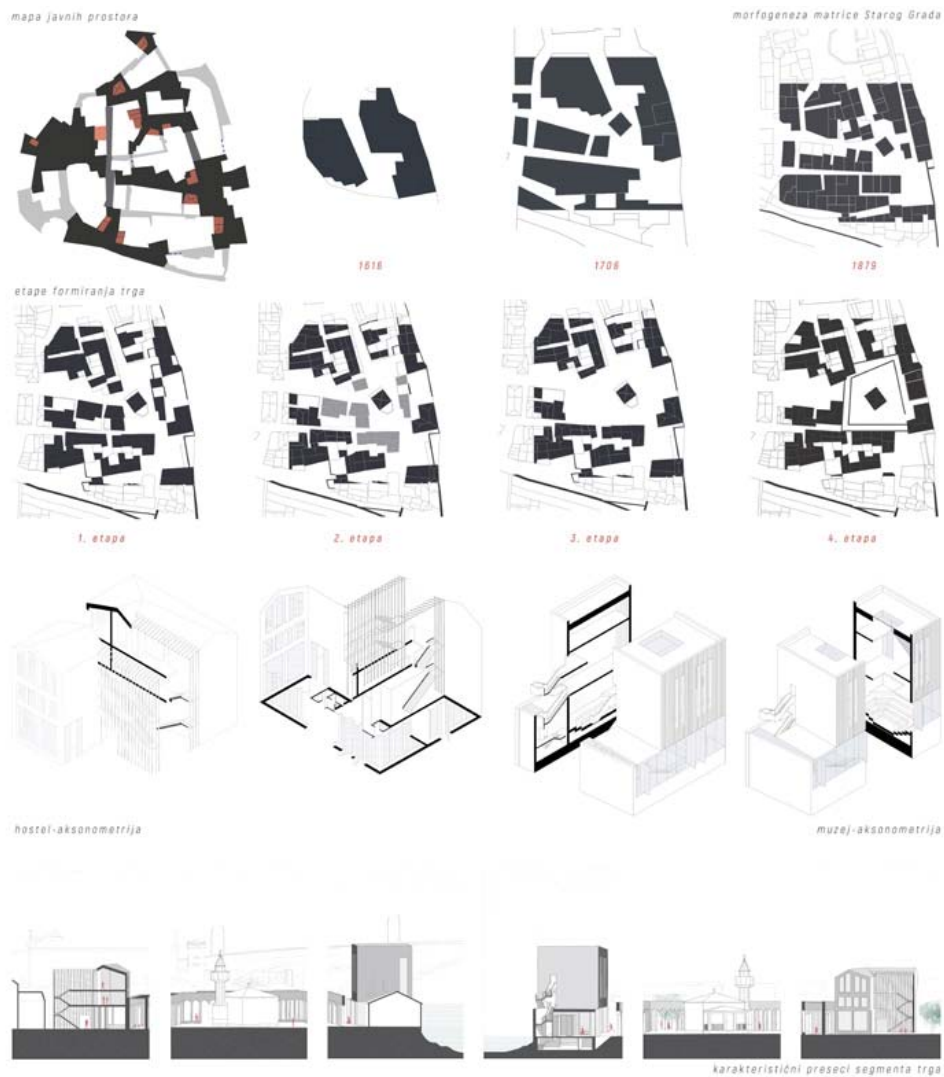 mapa javnih prostora
morfogeneza matrice Starog Grada
1616
1706
1879
etape formiranja trga
1. etapa
2. etapa
3. etapa
4. etapa
hostel-aksonometrija
muzej-aksonometrija
karakteristični preseci segmenta trga